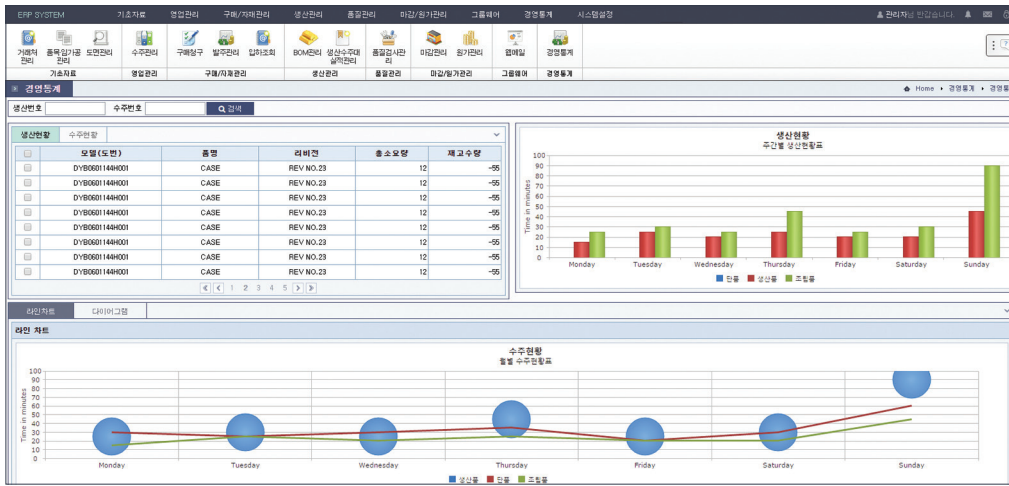 ERP SYSTEM 기초자료 영업관리 구매/자재관리 생산관리 품질관리 마감/원가관리 그룹웨어 경영통계 시스템설정 관리자님 반갑습니다.
거래처관리 품목입가공관리 도면관리 수주관리 구매청구 발주관리 입하조회 BOM관리 생산수주대실적관리 품질검사관리 마감관리 원가관리 웹메일 경영통계
기초자료 영업관리 구매/자재관리 생산관리 품질관리 마감/원가관리 그룹웨어 경영통계
경영통계 Home 경영통계 경영통
생산번호 수주번호 검색
생산현황 수주현황
모델(도번) 품명 리비전 총소요량 재고수량
DYB0601144H001 CASE REV NO.23 12 -55
DYB0601144H001 CASE REV NO.23 12 -55
DYB0601144H001 CASE REV NO.23 12 -55
DYB0601144H001 CASE REV NO.23 12 -55
DYB0601144H001 CASE REV NO.23 12 -55
DYB0601144H001 CASE REV NO.23 12 -55
DYB0601144H001 CASE REV NO.23 12 -55
DYB0601144H001 CASE REV NO.23 12 -55
1 2 3 4 5
생산현황
주간별 생산현황표
Time in minutes
100
90
80
70
60
50
40
30
20
10
0
Monday Tuesday Wednesday Thursday Friday Saturday Sunday
단품 생산품 조립품
라인차트 다이어그램
라인 차트
수주현황
월별 수주현황표
Time in minutes
100
90
80
70
60
50
40
30
20
10
0
Monday Tuesday Wednesday Thursday Friday Saturday Sunday
생산품 단품 조립품